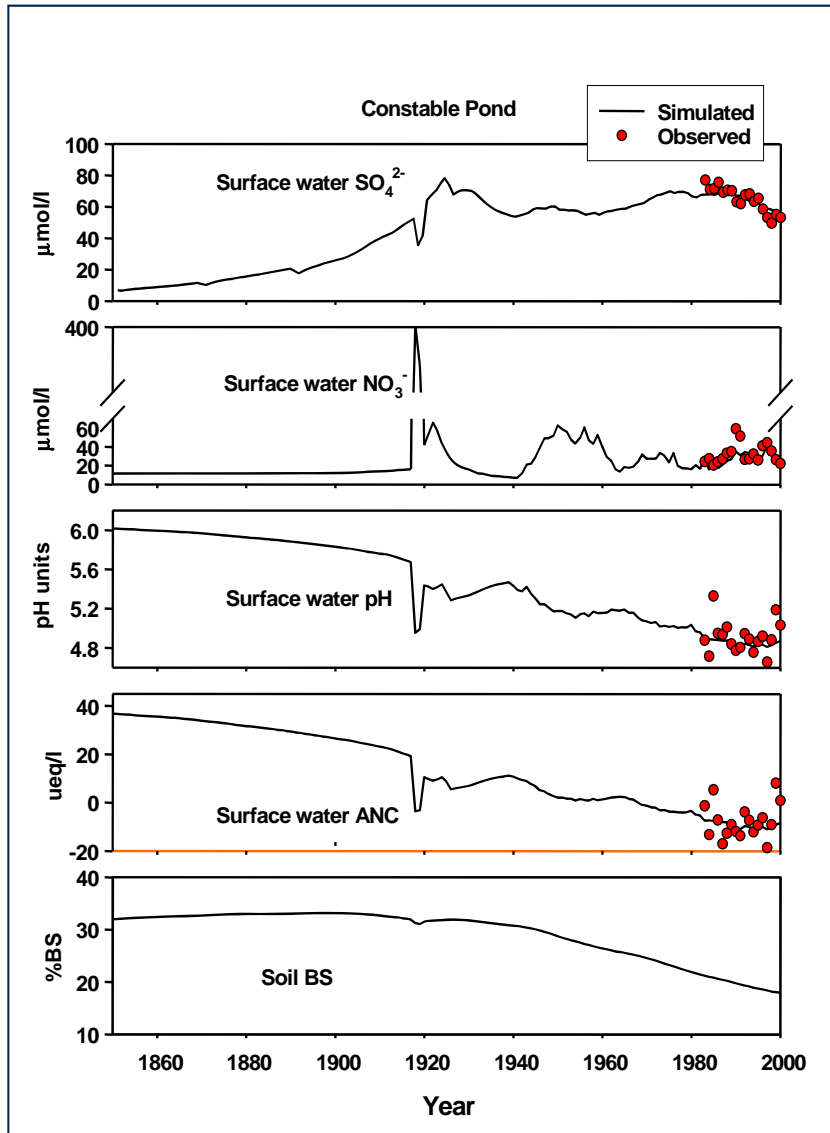 Constable Pond
Simulated
Observed
Surface water SO₄²⁻
μmol/l
100
80
60
40
20
0
Surface water NO₃⁻
μmol/l
400
60
40
20
0
Surface water pH
pH units
6.0
5.6
5.2
4.8
Surface water ANC
ueq/l
40
20
0
-20
Soil BS
%BS
40
30
20
10
1860 1880 1900 1920 1940 1960 1980 2000
Year